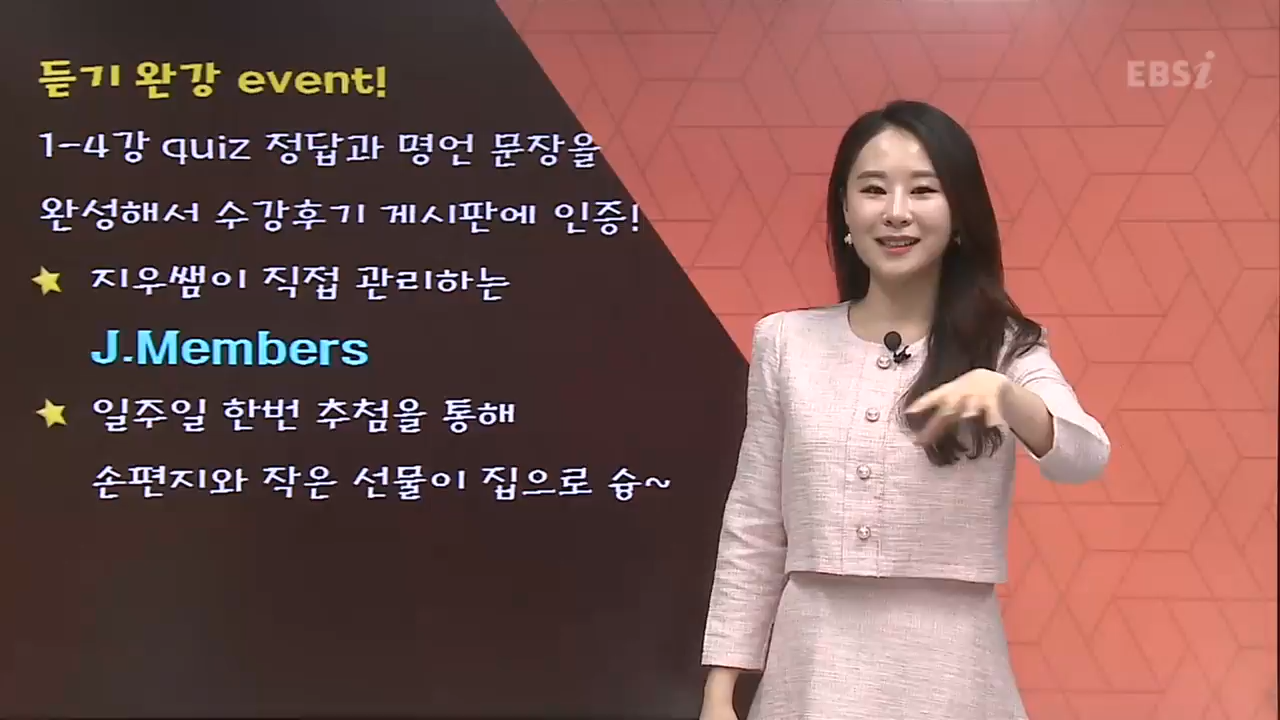 듣기 완강 event!
1-4강 quiz 정답과 명언 문장을
완성해서 수강후기 게시판에 인증!
지우쌤이 직접 관리하는
J.Members
일주일 한번 추첨을 통해
손편지와 작은 선물이 집으로 슝~
EBSi